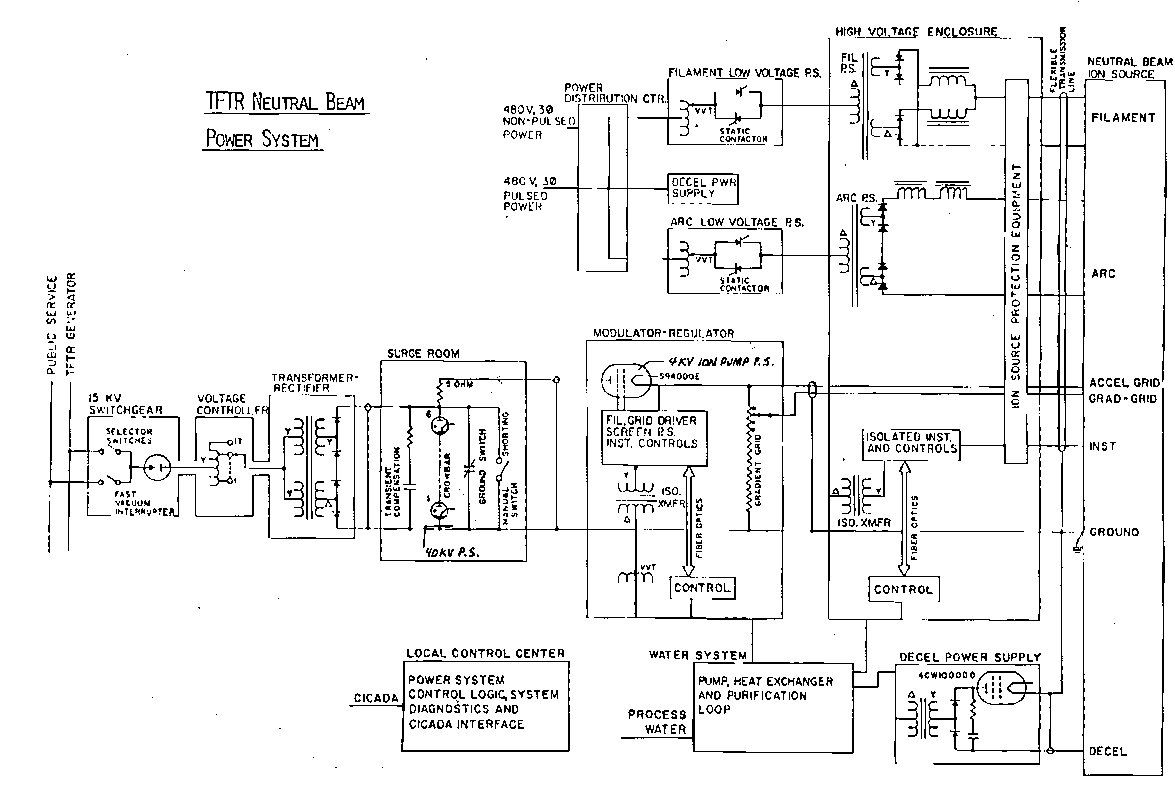 TFTR NEUTRAL BEAM
POWER SYSTEM
HIGH VOLTAGE ENCLOSURE
FLEXIBLE
TRANSMISSION
LINE
NEUTRAL BEAM
ION SOURCE
FIL
P.S.
Y
Δ
Δ
FILAMENT
FILAMENT LOW VOLTAGE P.S.
VVT
STATIC
CONTACTOR
POWER
DISTRIBUTION CTR.
480V, 30
NON-PULSED
POWER
480V, 30
PULSED
POWER
DECEL PWR
SUPPLY
ARC LOW VOLTAGE P.S.
VVT
STATIC
CONTACTOR
ARC P.S.
Δ
Y
Δ
ARC
ION SOURCE PROTECTION EQUIPMENT
PUBLIC SERVICE
TFTR GENERATOR
15 KV
SWITCHGEAR
SELECTOR
SWITCHES
FAST
VACUUM
INTERRUPTER
VOLTAGE
CONTROLLER
17
1
TRANSFORMER-
RECTIFIER
Y
Y
Y
Δ
SURGE ROOM
5 OHM
6
1
TRANSIENT
COMPENSATION
CROWBAR
GROUND SWITCH
MANUAL SHORTING
SWITCH
40KV P.S.
MODULATOR-REGULATOR
4KV ION PUMP P.S.
S94000E
FIL, GRID DRIVER
SCREEN P.S.
INST. CONTROLS
Y
Δ
ISO.
XMFR
FIBER OPTICS
GRADIENT GRID
VVT
CONTROL
ISOLATED INST.
AND CONTROLS
Δ
Y
ISO. XMFR
FIBER OPTICS
CONTROL
ACCEL GRID
GRAD-GRID
INST
GROUND
LOCAL CONTROL CENTER
CICADA
POWER SYSTEM
CONTROL LOGIC, SYSTEM
DIAGNOSTICS AND
CICADA INTERFACE
WATER SYSTEM
PROCESS
WATER
PUMP, HEAT EXCHANGER
AND PURIFICATION
LOOP
DECEL POWER SUPPLY
4CW100000
Δ
Y
DECEL